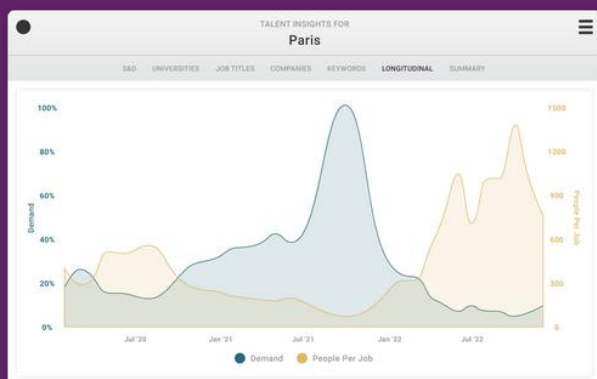 TALENT INSIGHTS FOR
Paris
S&D UNIVERSITIES JOB TITLES COMPANIES KEYWORDS LONGITUDINAL SUMMARY
100% 1500
80% 1200
60% 900
40% 600
20% 300
0% 0
Demand
People Per Job
Jul '20 Jan '21 Jul '21 Jan '22 Jul '22
Demand People Per Job